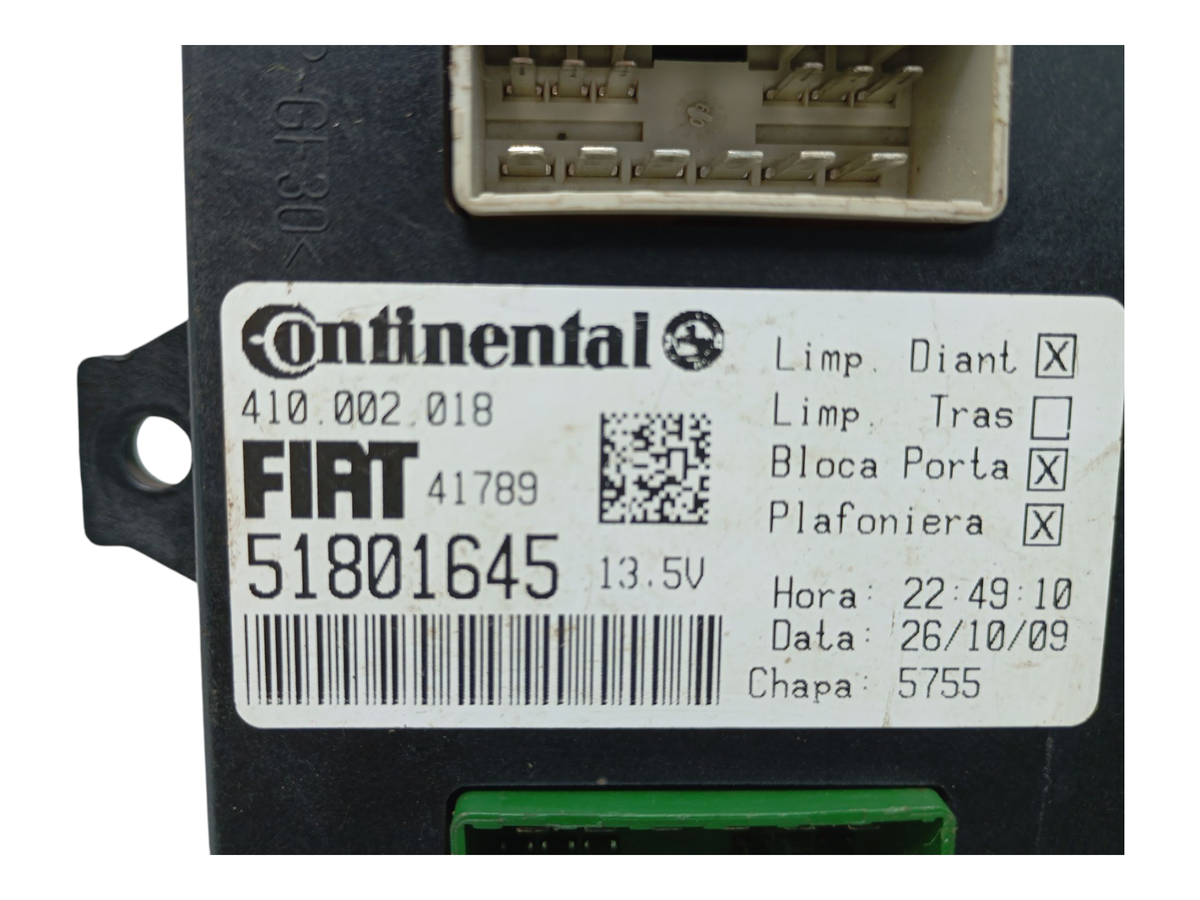 P-GF30<
Continental
410.002.018
FIAT 41789
51801645 13.5V
Limp. Diant X
Limp. Tras
Bloca Porta X
Plafoniera X
Hora: 22:49:10
Data: 26/10/09
Chapa: 5755